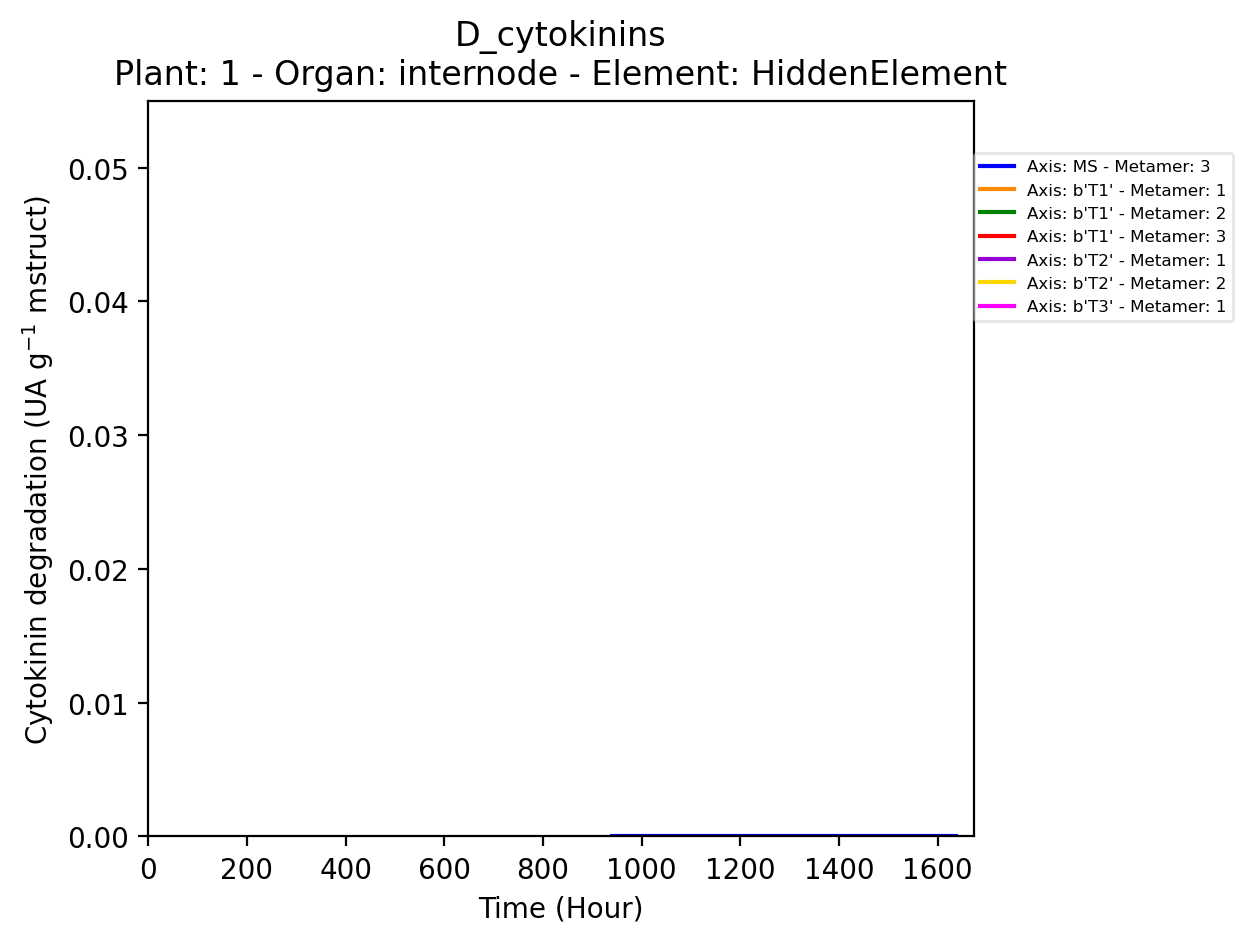 D_cytokinins
Plant: 1 - Organ: internode - Element: HiddenElement
Cytokinin degradation (UA g⁻¹ mstruct)
0.05
0.04
0.03
0.02
0.01
0.00
0 200 400 600 800 1000 1200 1400 1600
Time (Hour)
Axis: MS - Metamer: 3
Axis: b'T1' - Metamer: 1
Axis: b'T1' - Metamer: 2
Axis: b'T1' - Metamer: 3
Axis: b'T2' - Metamer: 1
Axis: b'T2' - Metamer: 2
Axis: b'T3' - Metamer: 1